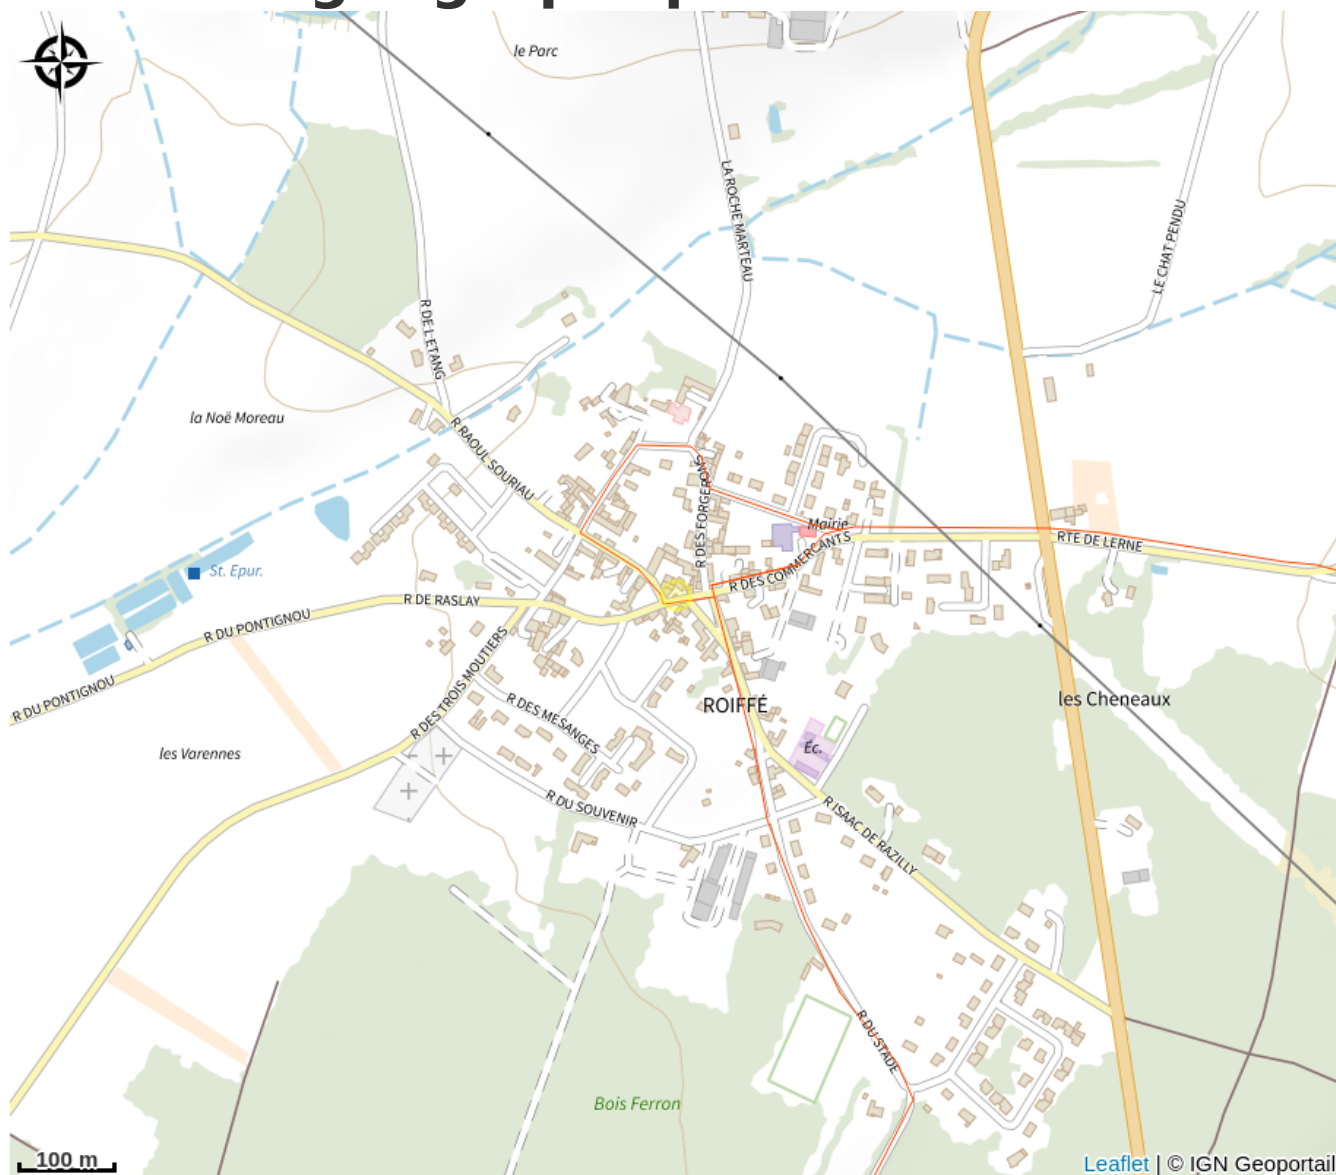 le Parc
LA ROCHE MARTEAU
LE CHAT PENDU
R DE L'ETANG
la Noë Moreau
R RAOUL SOURIAU
R DES FORGERONS
Mairie
RTE DE LERNE
St. Epur.
R DES COMMERCANTS
R DE RASLAY
R DU PONTIGNOU
R DU PONTIGNOU
R DES TROIS MOUTIERS
ROIFFÉ
les Cheneaux
R DES MESANGES
les Varennes
Éc.
R DU SOUVENIR
R ISAAC DE RAZILLY
R DU STADE
Bois Ferron
100 m
Leaflet | © IGN Geoportail